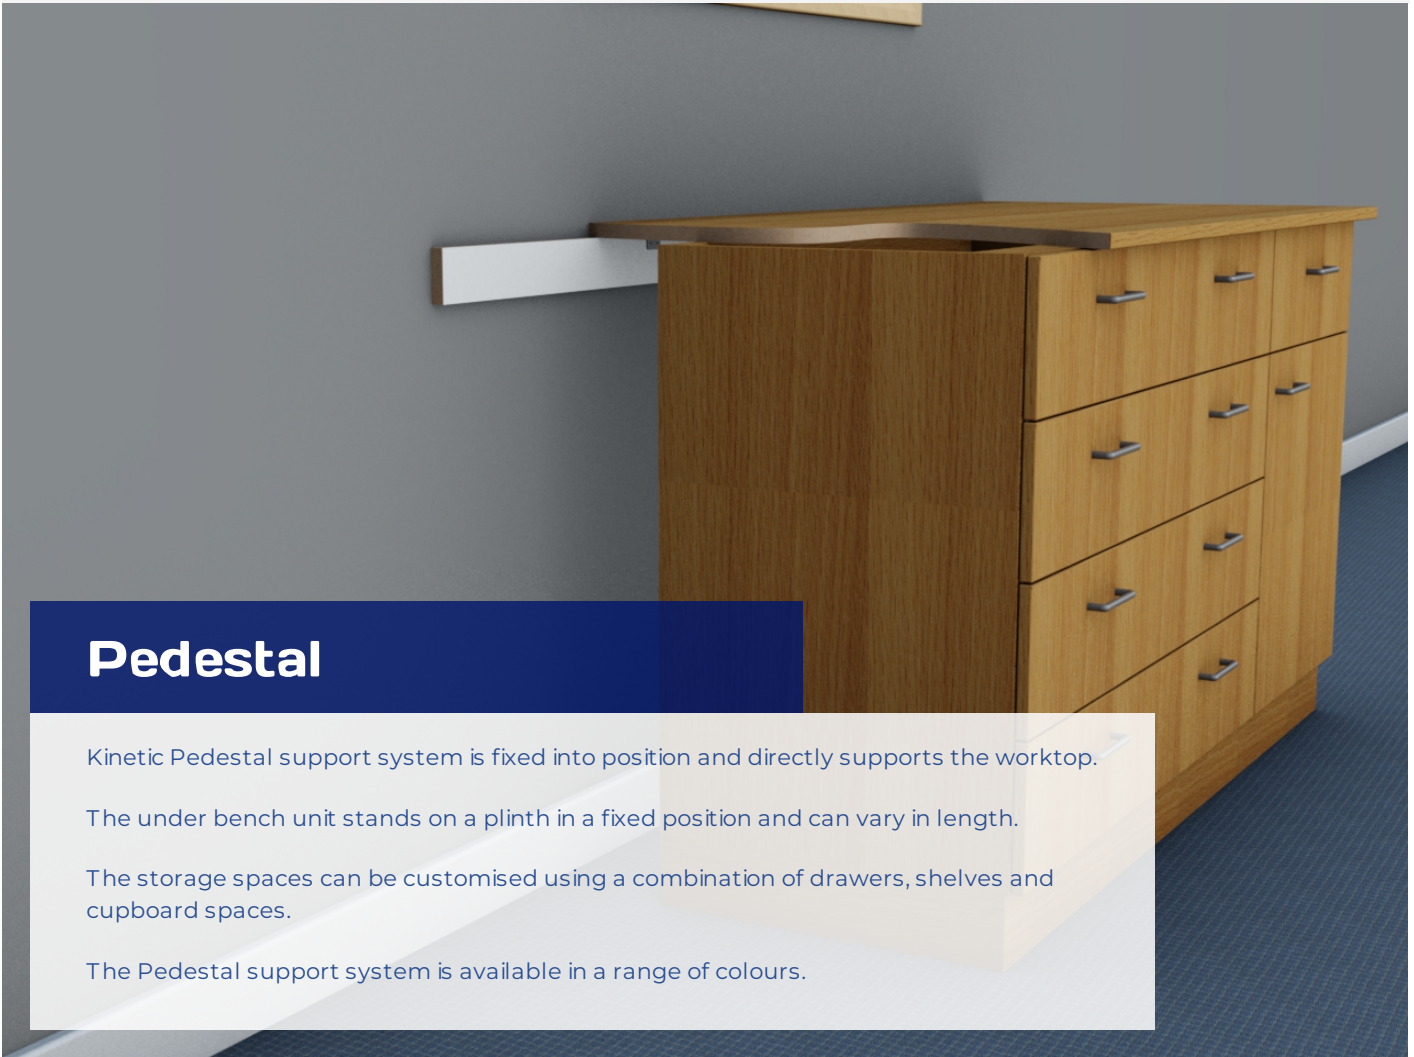 Pedestal
Kinetic Pedestal support system is fixed into position and directly supports the worktop.
The under bench unit stands on a plinth in a fixed position and can vary in length.
The storage spaces can be customised using a combination of drawers, shelves and
cupboard spaces.
The Pedestal support system is available in a range of colours.